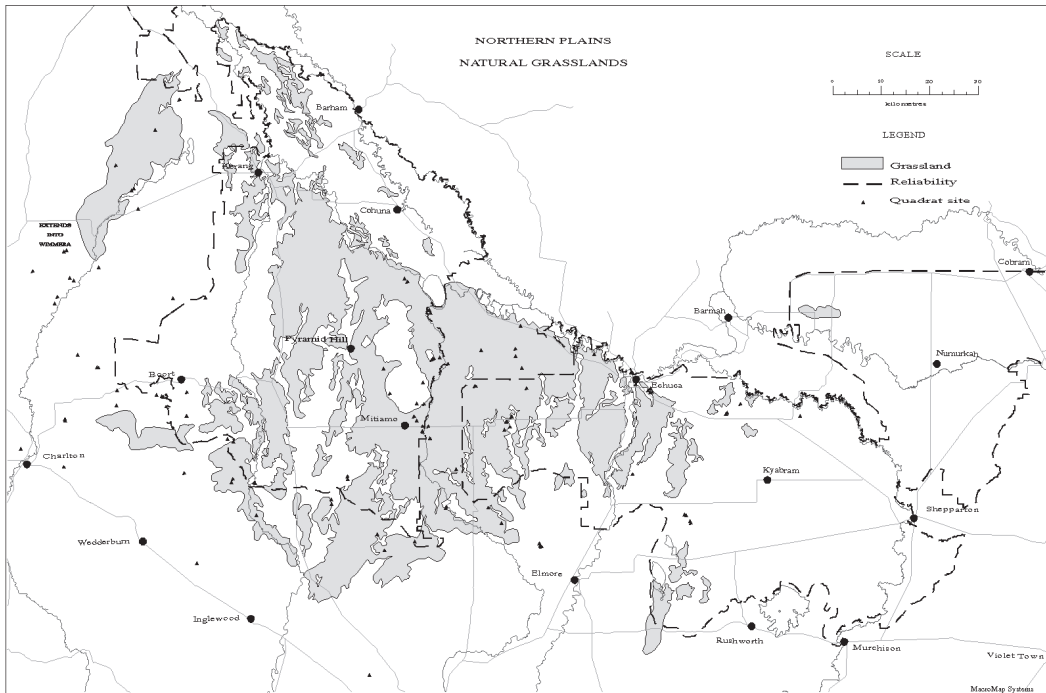 NORTHERN PLAINS
NATURAL GRASSLANDS
SCALE
0 10 20 30
kilometres
LEGEND
Grassland
Reliability
Quadrat site
Barham
Kerang
Cohuna
EXTENDS
INTO
WIMMERA
Cobram
Barmah
Pyramid Hill
Numurkah
Boort
Echuca
Mitiamo
Charlton
Kyabram
Shepparton
Wedderburn
Elmore
Inglewood
Rushworth
Murchison
Violet Town
MacroMap Systems